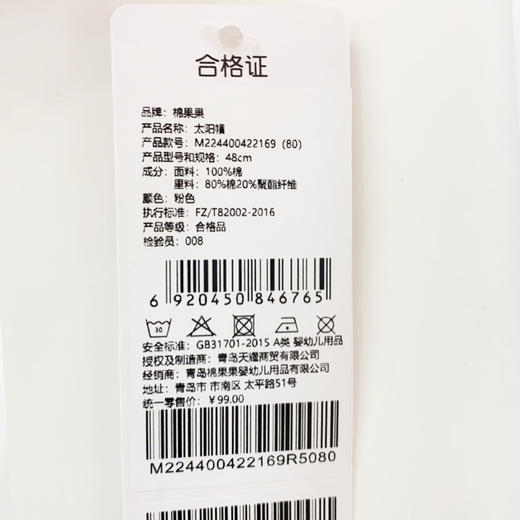 合格证
品牌：棉果果
产品名称：太阳帽
产品款号：M224400422169（80）
产品型号和规格：48cm
成分：面料：100%棉
里料：80%棉20%聚酯纤维
颜色：粉色
执行标准：FZ/T82002-2016
产品等级：合格品
检验员：008
6 920450 846765
30
安全标准：GB31701-2015 A类 婴幼儿用品
授权及制造商：青岛天耀商贸有限公司
经销商：青岛棉果果婴幼儿用品有限公司
地址：青岛市 市南区 太平路51号
统一零售价：￥99.00
M224400422169R5080